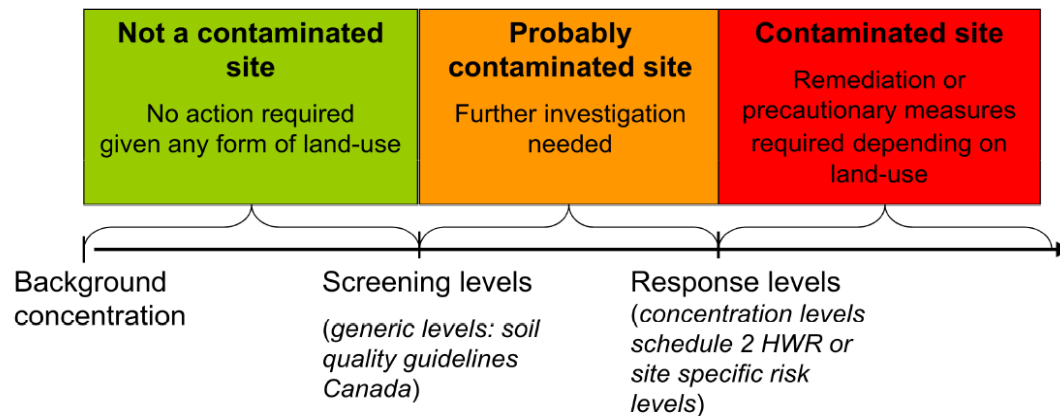 Not a contaminated
site
No action required
given any form of land-use
Probably
contaminated site
Further investigation
needed
Contaminated site
Remediation or
precautionary measures
required depending on
land-use
Background
concentration
Screening levels
(generic levels: soil
quality guidelines
Canada)
Response levels
(concentration levels
schedule 2 HWR or
site specific risk
levels)